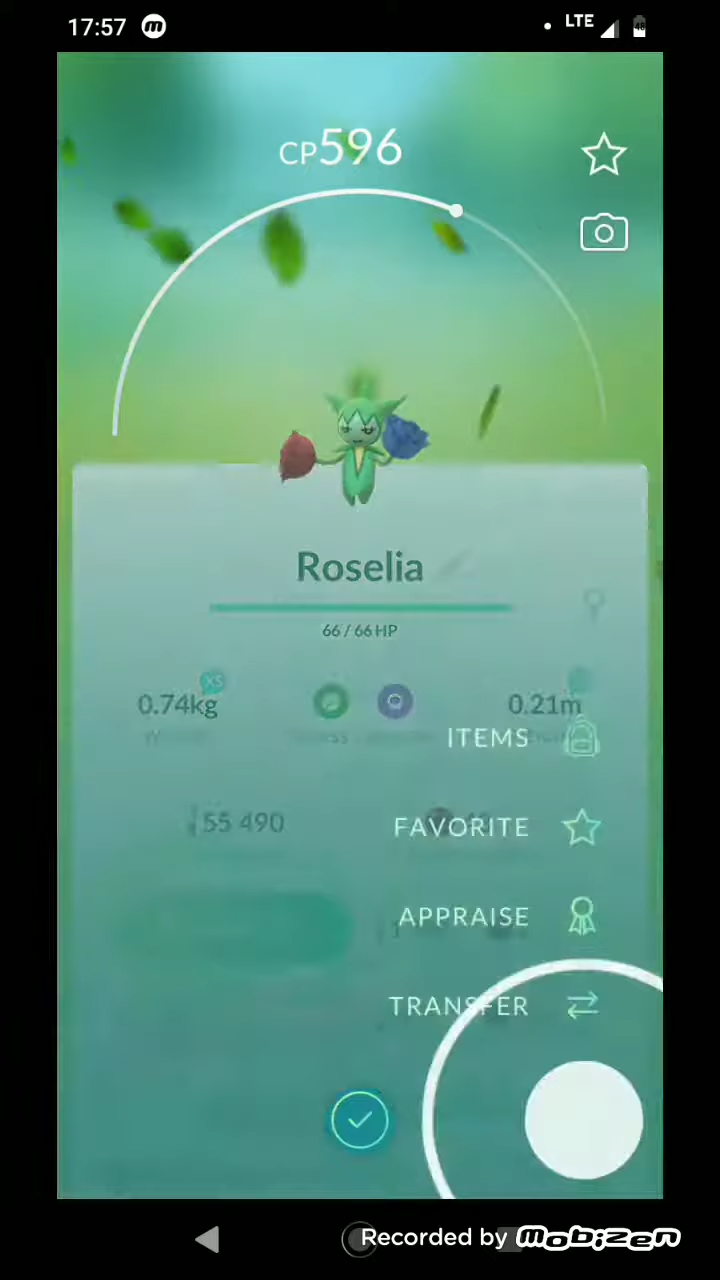 17:57 m LTE 48
CP596
Roselia
66 / 66 HP
XS
0.74kg
0.21m
ITEMS
55 490
FAVORITE
APPRAISE
TRANSFER
Recorded by Mobizen